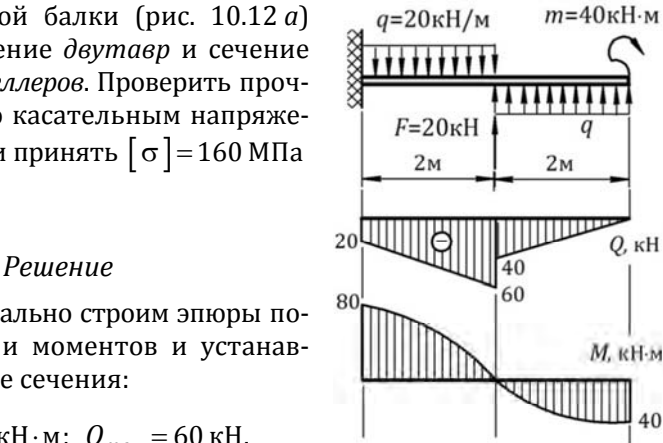 ой балки (рис. 10.12 а)
ение двутавр и сечение
ллеров. Проверить проч-
о касательным напряже-
и принять [σ]=160 МПа
Решение
ально строим эпюры по-
и моментов и устанав-
е сечения:
кН·м; Q = 60 кН.
q=20кН/м
m=40кН·м
F=20кН
q
2м
2м
20
⊖
40
60
Q, кН
80
М, кН·м
40